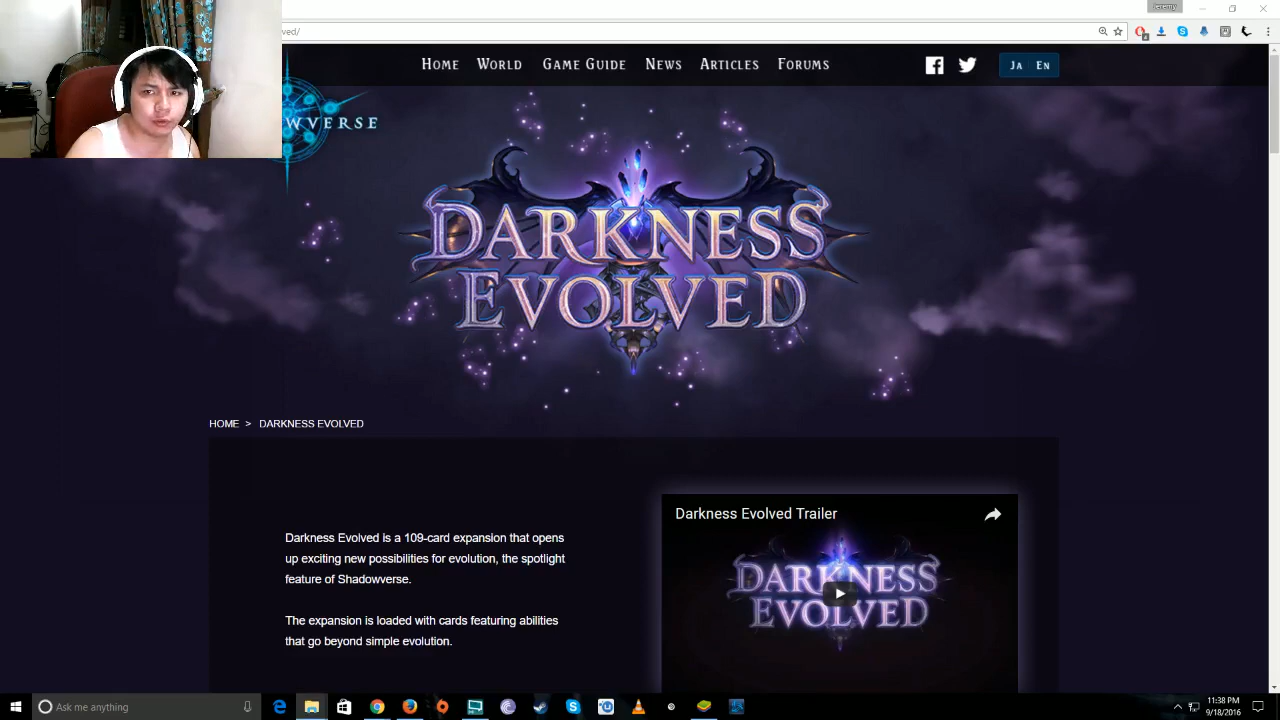 Jeremy
ved/
HOME WORLD GAME GUIDE NEWS ARTICLES FORUMS JA EN
WVERSE
DARKNESS
EVOLVED
HOME > DARKNESS EVOLVED
Darkness Evolved is a 109-card expansion that opens
up exciting new possibilities for evolution, the spotlight
feature of Shadowverse.
The expansion is loaded with cards featuring abilities
that go beyond simple evolution.
Darkness Evolved Trailer
DARKNESS
EVOLVED
Ask me anything
11:38 PM
9/18/2016